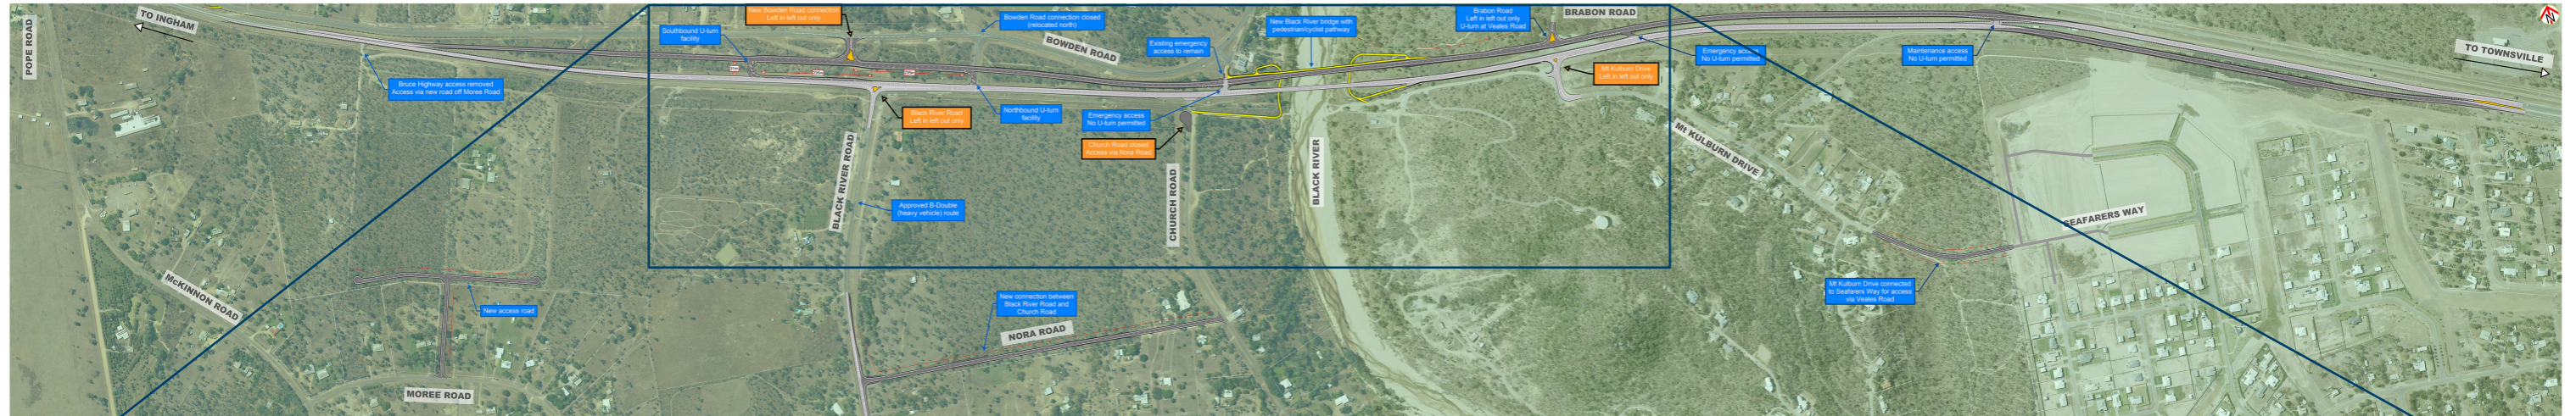 POPE ROAD
TO INGHAM
Bruce Highway access removed
Access via new road off Moree Road
Southbound U-turn
facility
New Bowden Road connection
Left in left out only
Bowden Road connection closed
(relocated north)
BOWDEN ROAD
Existing emergency
access to remain
New Black River bridge with
pedestrian/cyclist pathway
Brabon Road
Left in left out only
U-turn at Veales Road
BRABON ROAD
Emergency access
No U-turn permitted
Maintenance access
No U-turn permitted
TO TOWNSVILLE
N
Mt Kulburn Drive
Left in left out only
Black River Road
Left in left out only
Northbound U-turn
facility
Emergency access
No U-turn permitted
Church Road closed
Access via Nora Road
BLACK RIVER ROAD
Approved B-Double
(heavy vehicle) route
CHURCH ROAD
BLACK RIVER
Mt KULBURN DRIVE
SEAFARERS WAY
McKINNON ROAD
New access road
New connection between
Black River Road and
Church Road
NORA ROAD
Mt Kulburn Drive connected
to Seafarers Way for access
via Veales Road
MOREE ROAD